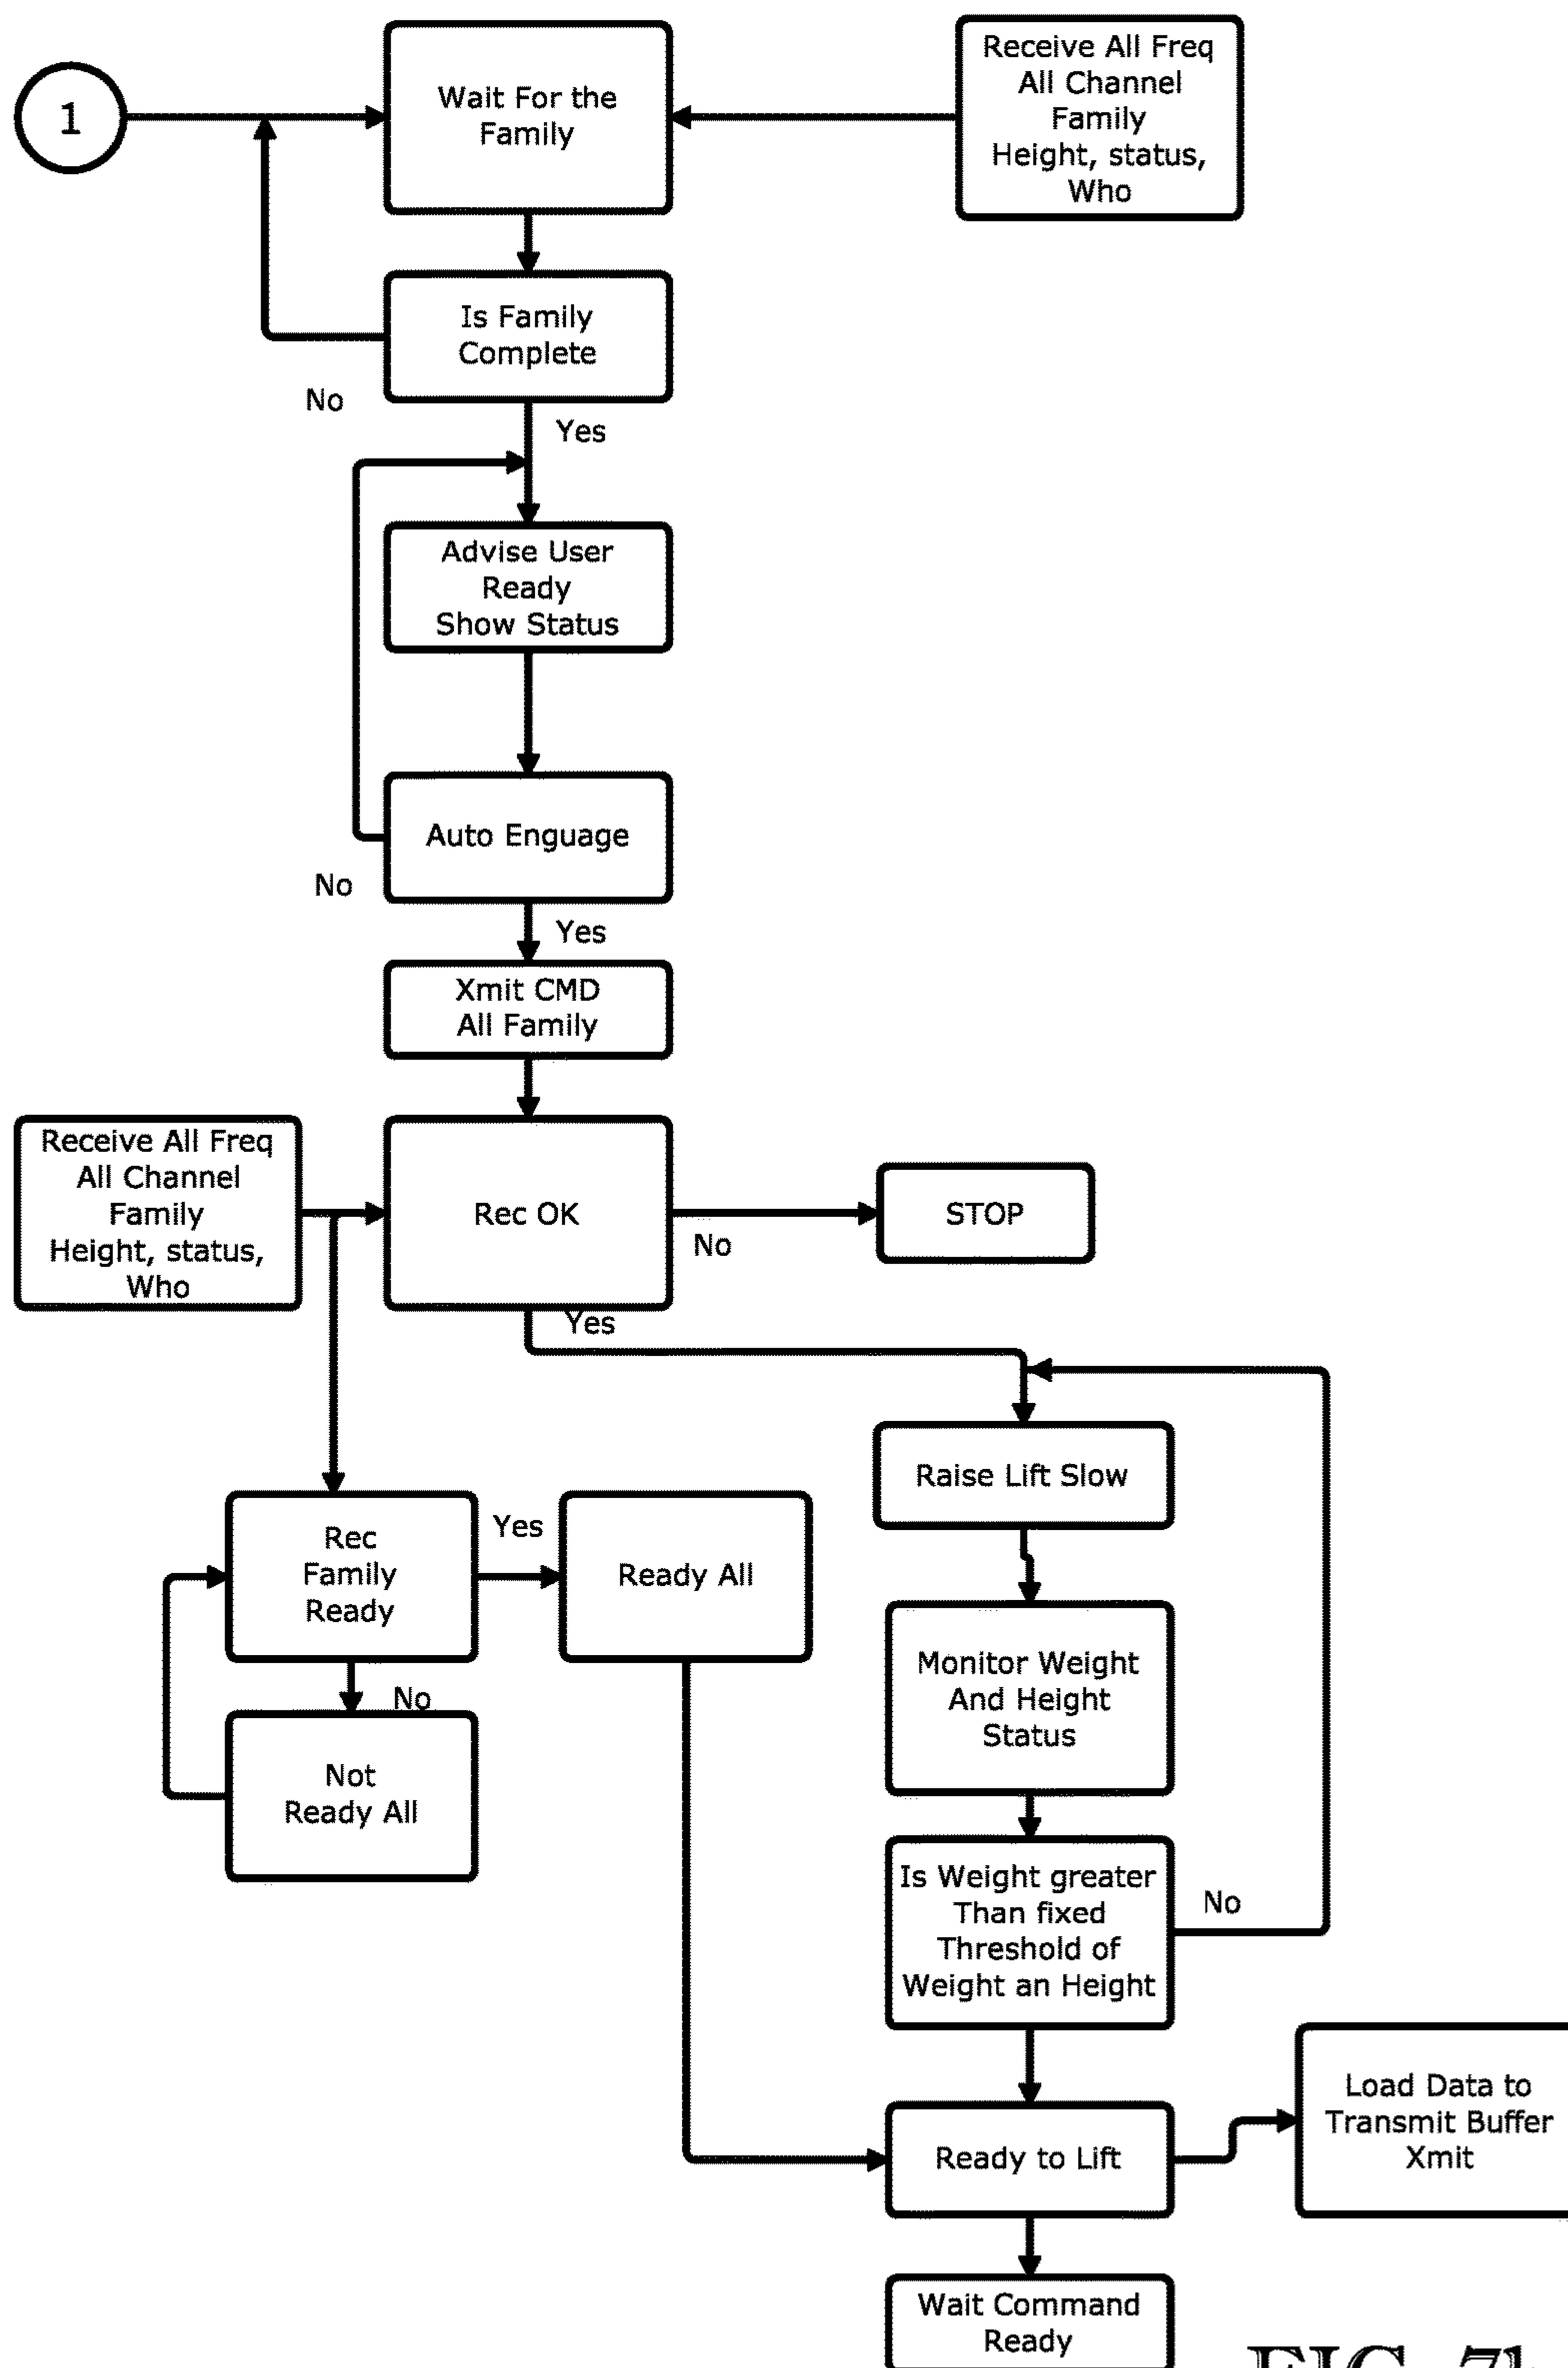 1
Wait For the
Family
Receive All Freq
All Channel
Family
Height, status,
Who
Is Family
Complete
No
Yes
Advise User
Ready
Show Status
Auto Enguage
No
Yes
Xmit CMD
All Family
Receive All Freq
All Channel
Family
Height, status,
Who
Rec OK
No
STOP
Yes
Raise Lift Slow
Rec
Family
Ready
Yes
Ready All
No
Not
Ready All
Monitor Weight
And Height
Status
Is Weight greater
Than fixed
Threshold of
Weight an Height
No
Load Data to
Transmit Buffer
Xmit
Ready to Lift
Wait Command
Ready